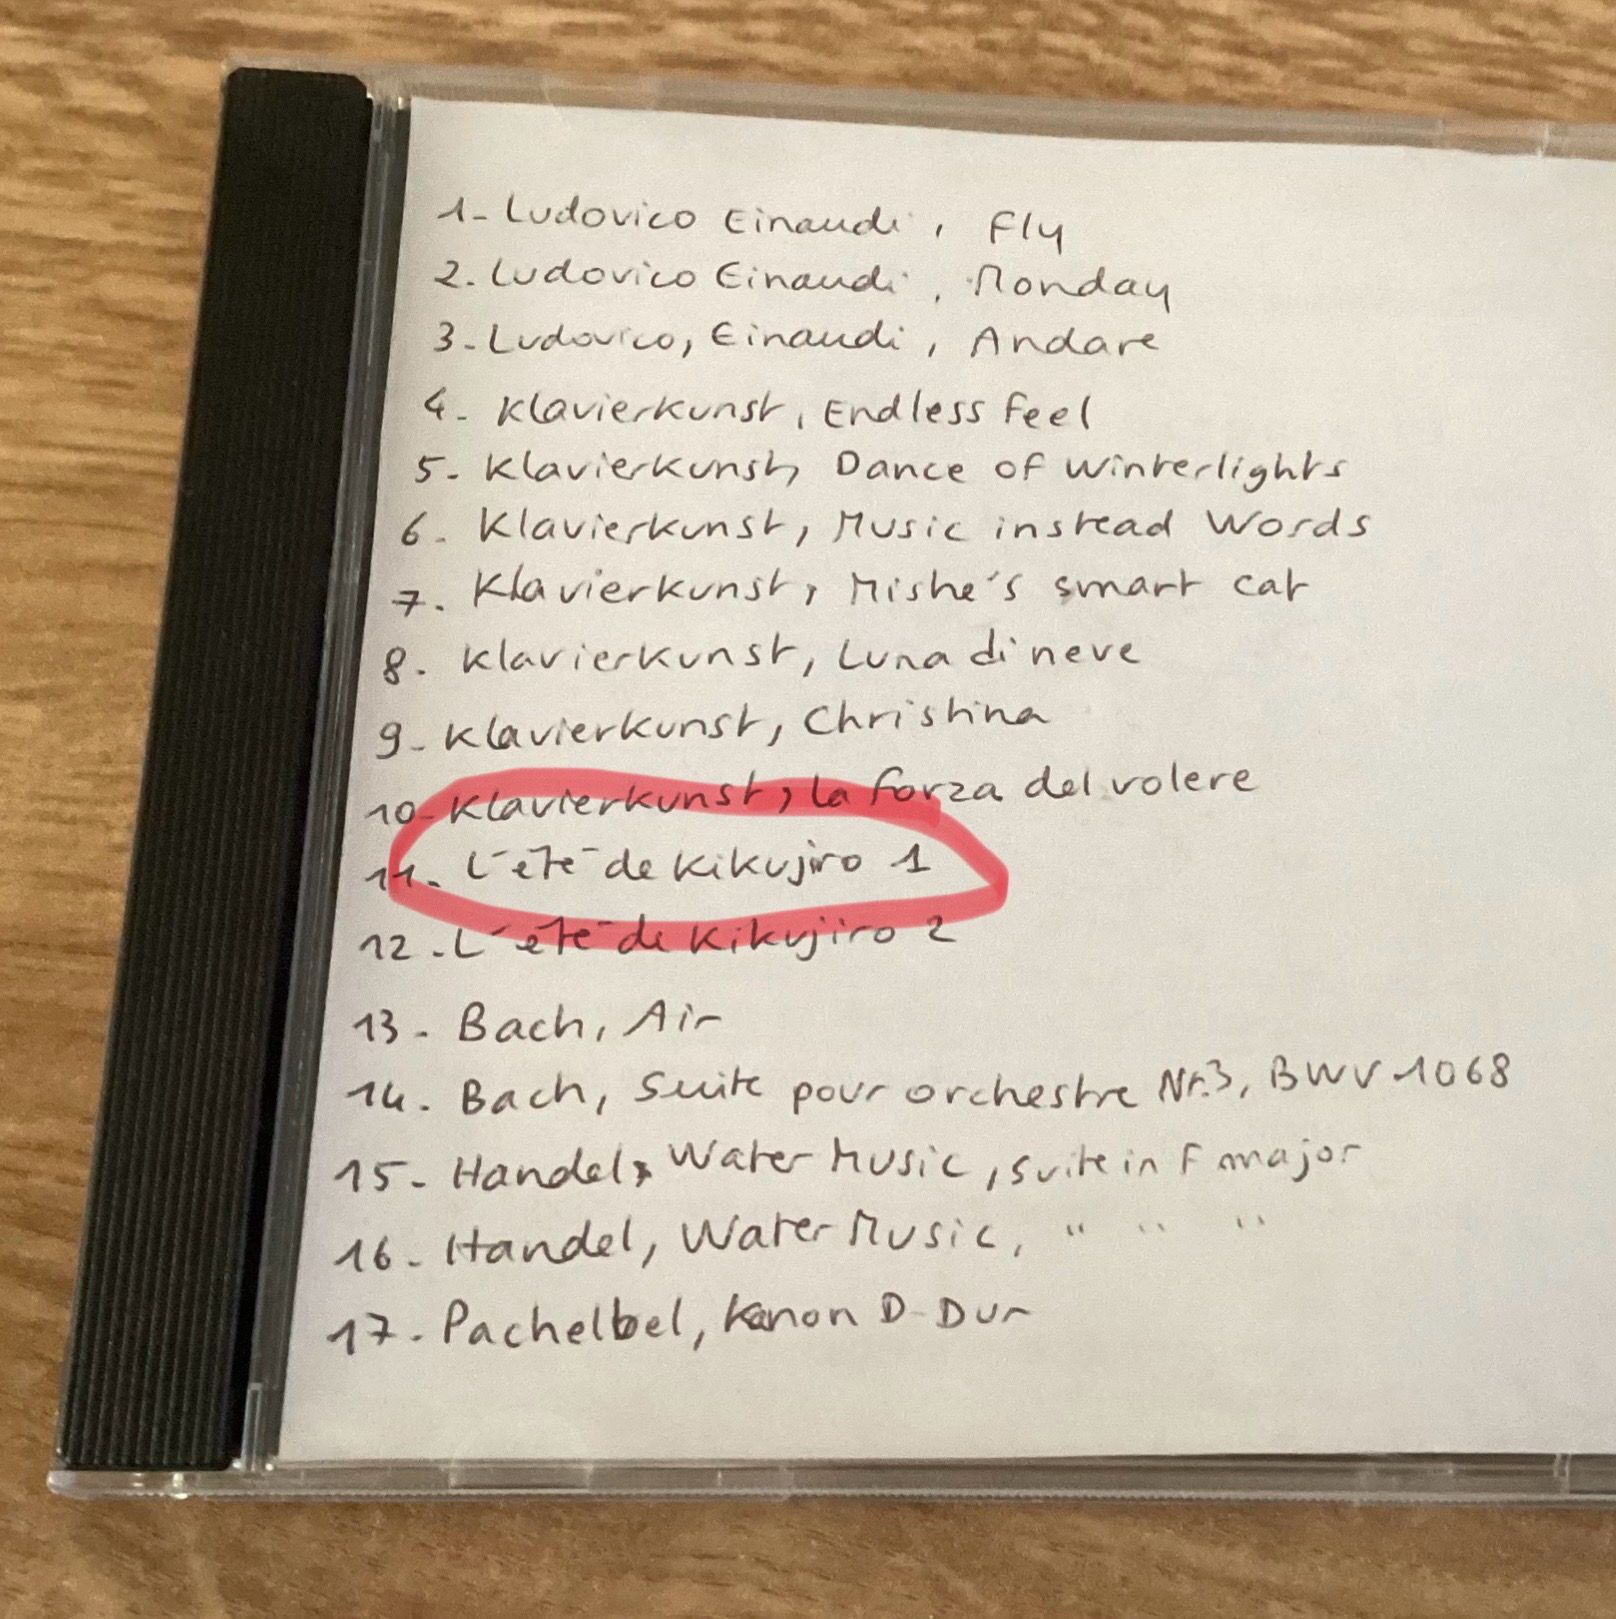 1- Ludovico Einaudi, Fly
2. Ludovico Einaudi, Monday
3- Ludovico, Einaudi, Andare
4- Klavierkunst, Endless Feel
5- Klavierkunst, Dance of Winterlights
6- Klavierkunst, Music instead Words
7. Klavierkunst, Mishe's smart cat
8. Klavierkunst, Luna di neve
9- Klavierkunst, Christina
10- Klavierkunst, la forza del volere
11- L'été de Kikujiro 1
12-L'été de Kikujiro 2
13- Bach, Air
14. Bach, Suite pour orchestre Nr.3, BWV 1068
15- Handel, Water Music, suite in F major
16- Handel, Water Music, " " "
17- Pachelbel, Kanon D-Dur